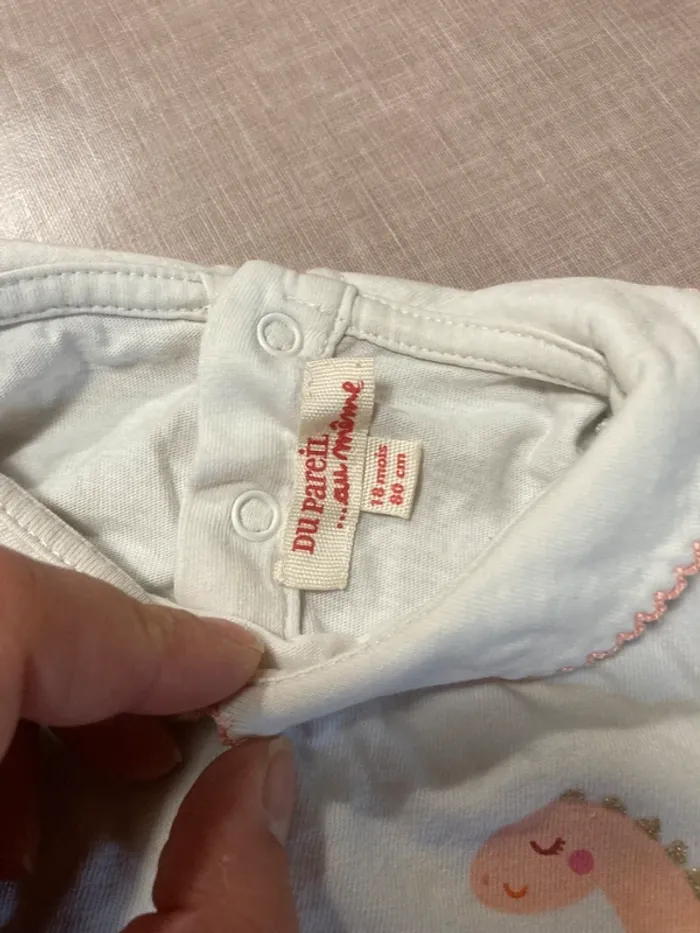 DU PAREIL
...au même
18 mois
80 cm